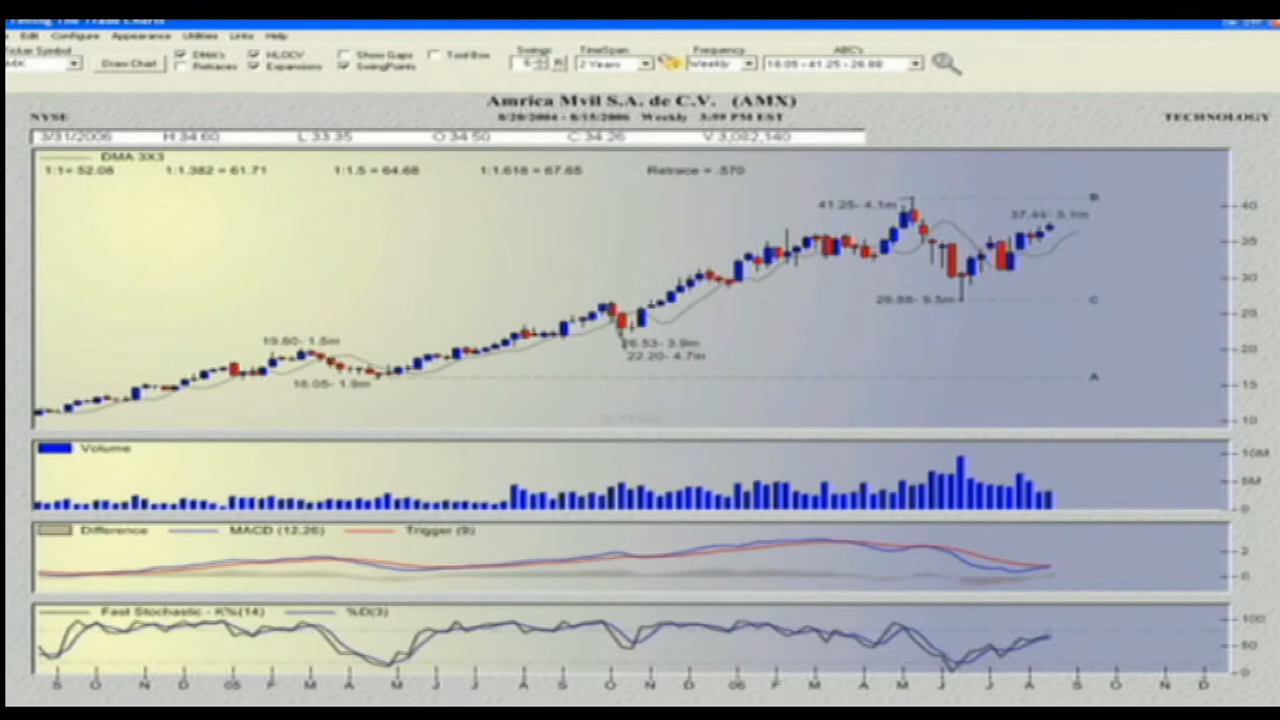 Edit Configure Appearance Utilities Links Help
Ticker Symbol
Draw Chart
DMA's HLOCV Show Gaps Tool Box
Retraces Expansions SwingPoints
Swings TimeSpan Frequency ABC's
2 Years Weekly 16.05 - 41.25 - 26.88
Amrica Mvil S.A. de C.V. (AMX)
NYSE 8/20/2004 - 8/15/2006 Weekly 3:59 PM EST TECHNOLOGY
3/31/2006 H:34.60 L:33.35 O:34.50 C:34.26 V:3,082,140
DMA 3X3
1:1= 52.08 1:1.382 = 61.71 1:1.5 = 64.68 1:1.618 = 67.65 Retrace = .570
41.25- 4.1m B
37.44- 3.1m
26.88- 9.5m C
19.80- 1.5m
26.53- 3.9m
22.20- 4.7m
16.05- 1.9m A
40
35
30
25
20
15
10
Volume
10M
5M
0
Difference MACD (12,26) Trigger (9)
2
0
Fast Stochastic - K%(14) %D(3)
100
50
0
S O N D 05 F M A M J J A S O N D 06 F M A M J J A S O N D